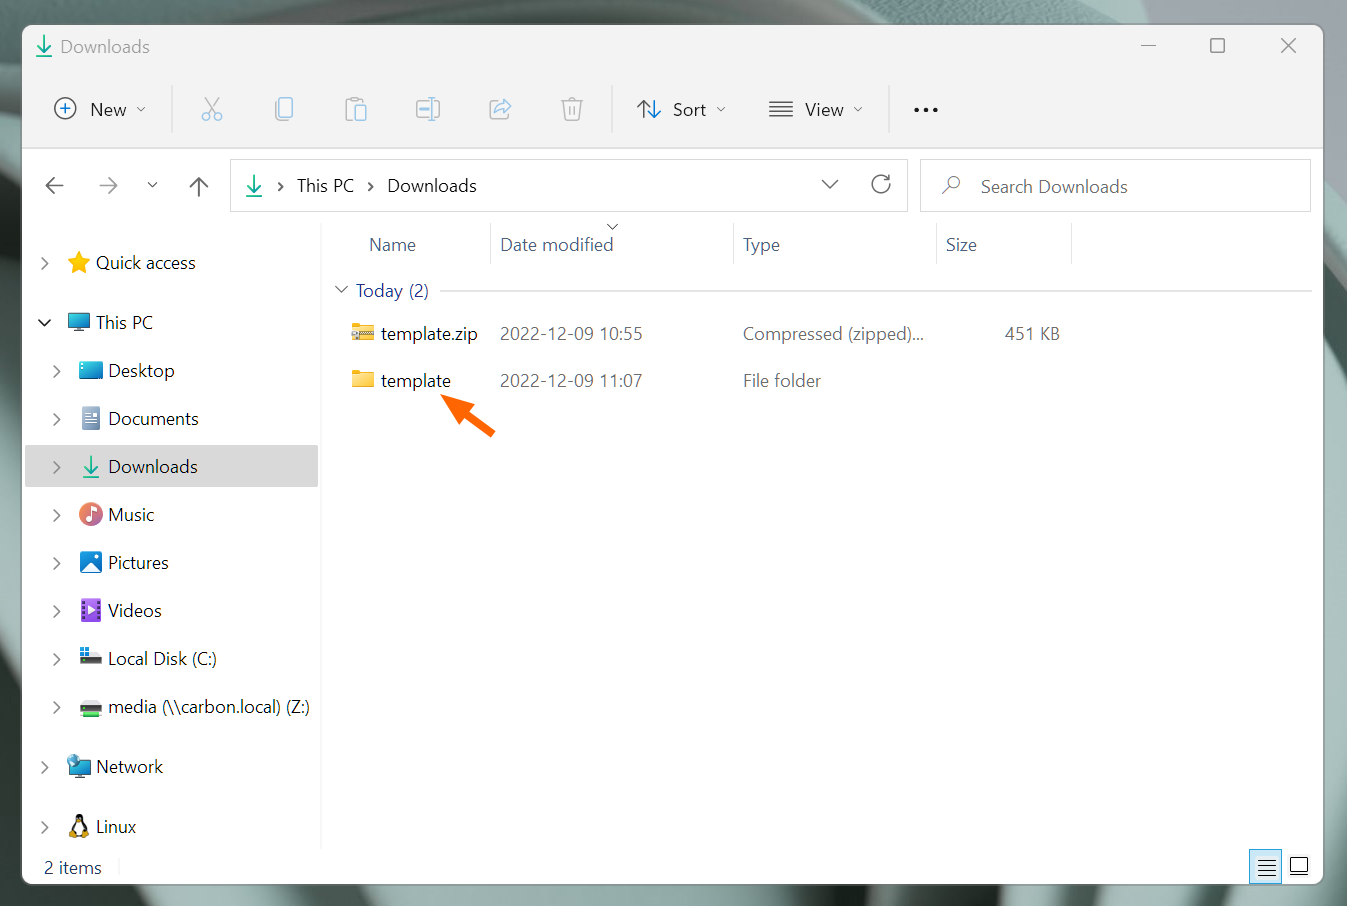 Downloads
New
Sort
View
This PC
Downloads
Search Downloads
Name
Date modified
Type
Size
Quick access
This PC
Desktop
Documents
Downloads
Music
Pictures
Videos
Local Disk (C:)
media (\\carbon.local) (Z:)
Network
Linux
Today (2)
template.zip 2022-12-09 10:55 Compressed (zipped)... 451 KB
template 2022-12-09 11:07 File folder
2 items